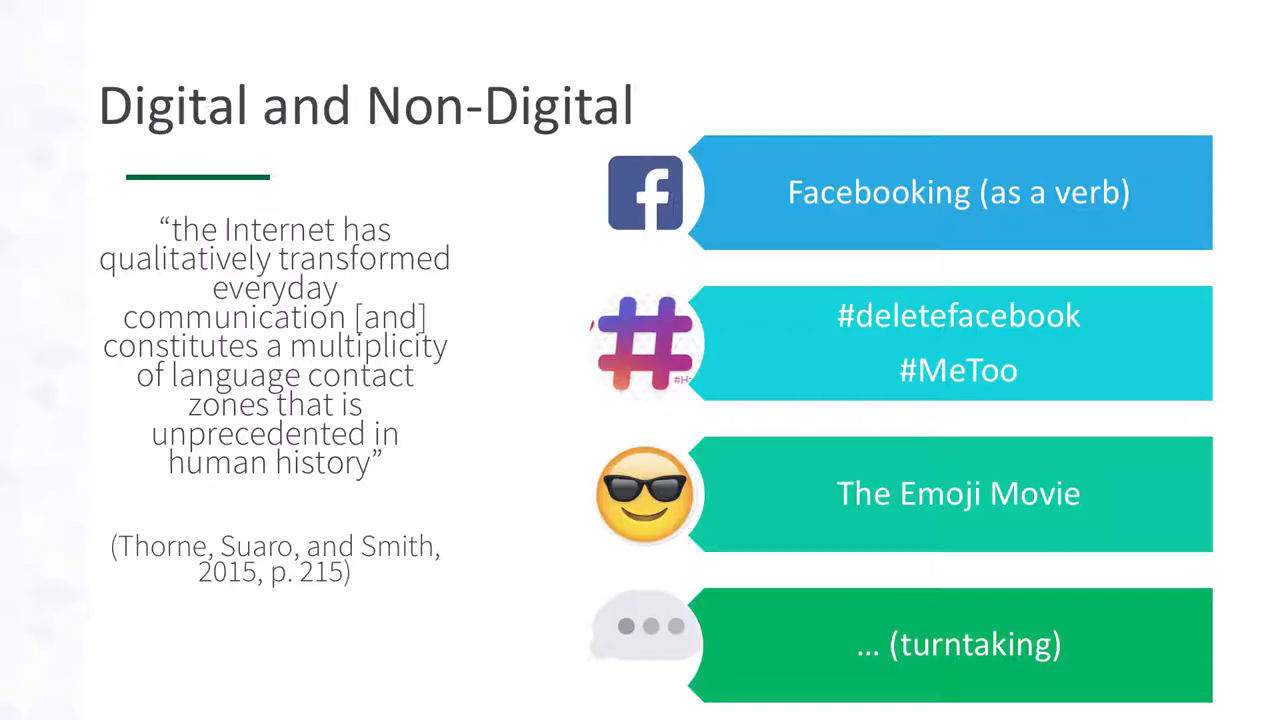 Digital and Non-Digital
“the Internet has
qualitatively transformed
everyday
communication [and]
constitutes a multiplicity
of language contact
zones that is
unprecedented in
human history”
(Thorne, Suaro, and Smith,
2015, p. 215)
Facebooking (as a verb)
#deletefacebook
#MeToo
The Emoji Movie
... (turntaking)